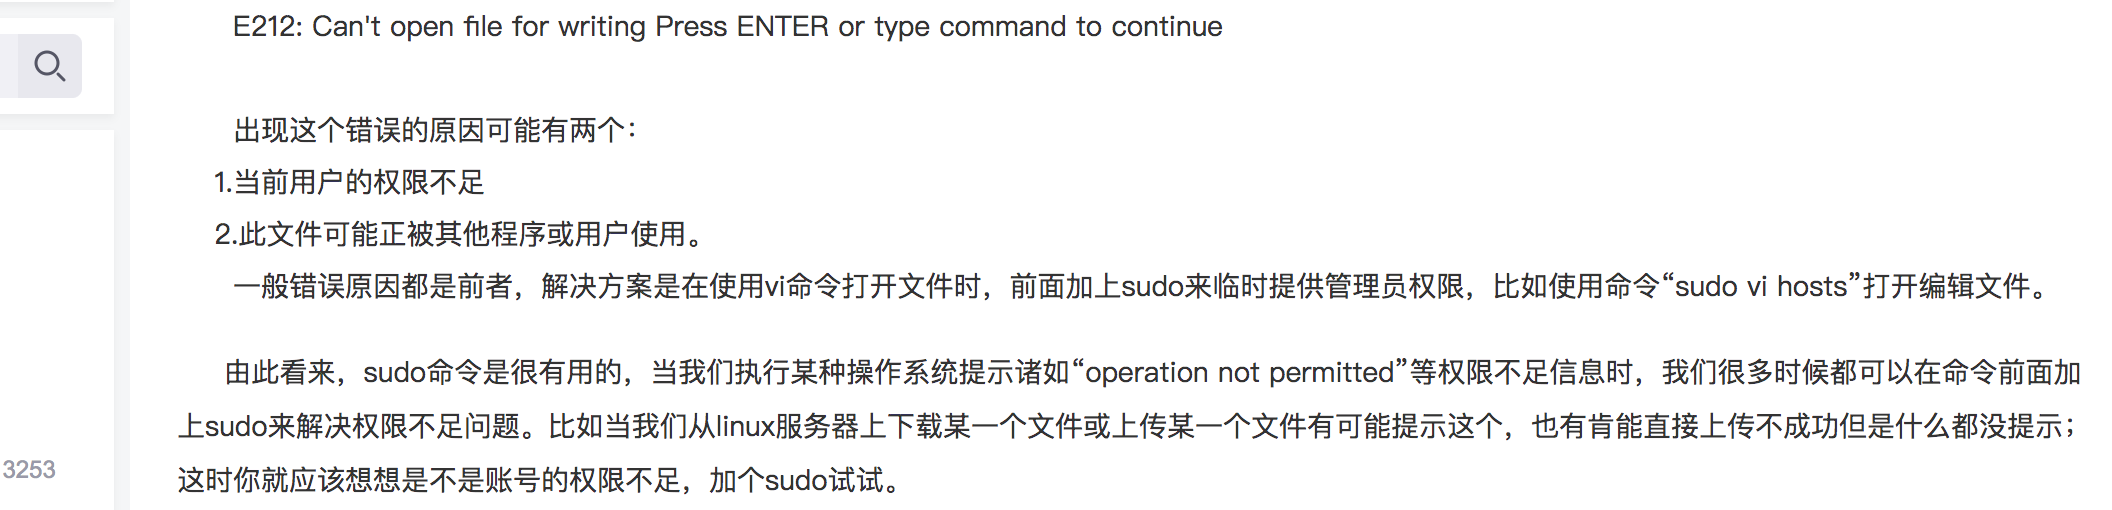 E212: Can't open file for writing Press ENTER or type command to continue
出现这个错误的原因可能有两个：
1.当前用户的权限不足
2.此文件可能正被其他程序或用户使用。
一般错误原因都是前者，解决方案是在使用vi命令打开文件时，前面加上sudo来临时提供管理员权限，比如使用命令“sudo vi hosts”打开编辑文件。
由此看来，sudo命令是很有用的，当我们执行某种操作系统提示诸如“operation not permitted”等权限不足信息时，我们很多时候都可以在命令前面加
上sudo来解决权限不足问题。比如当我们从linux服务器上下载某一个文件或上传某一个文件有可能提示这个，也有肯能直接上传不成功但是什么都没提示；
3253
这时你就应该想想是不是账号的权限不足，加个sudo试试。